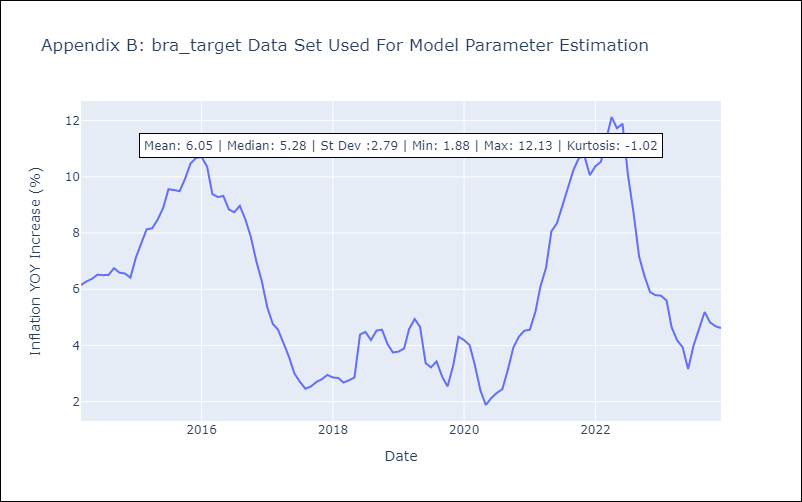 Appendix B: bra_target Data Set Used For Model Parameter Estimation
Mean: 6.05 | Median: 5.28 | St Dev :2.79 | Min: 1.88 | Max: 12.13 | Kurtosis: -1.02
Inflation YOY Increase (%)
12
10
8
6
4
2
2016
2018
2020
2022
Date